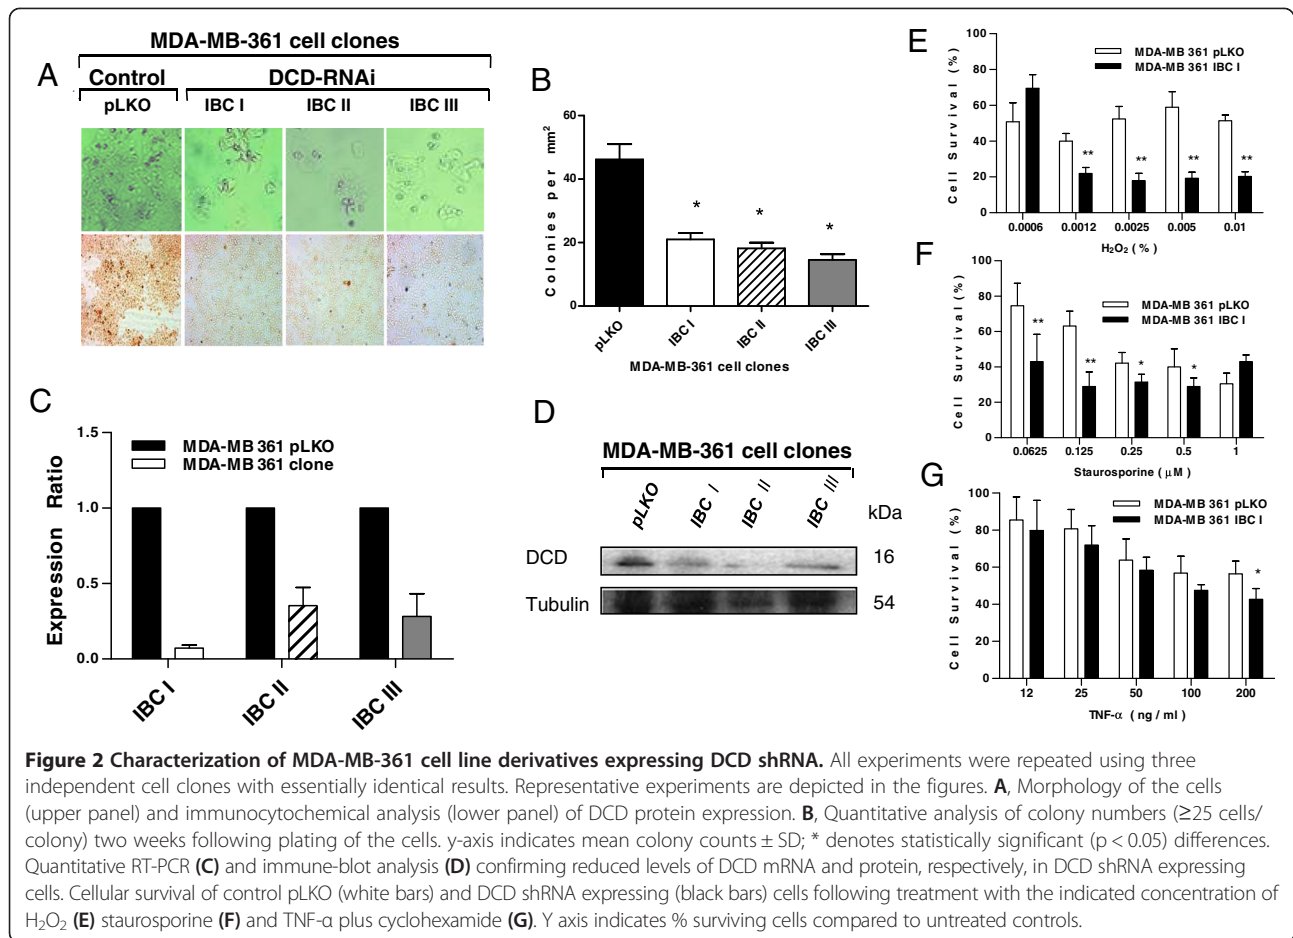 MDA-MB-361 cell clones
A
Control
DCD-RNAi
pLKO
IBC I
IBC II
IBC III
B
Colonies per mm²
60
40
20
0
*
*
*
pLKO
IBC I
IBC II
IBC III
MDA-MB-361 cell clones
C
Expression Ratio
1.5
1.0
0.5
0.0
MDA-MB 361 pLKO
MDA-MB 361 clone
IBC I
IBC II
IBC III
D
MDA-MB-361 cell clones
pLKO
IBC I
IBC II
IBC III
kDa
DCD
16
Tubulin
54
E
Cell Survival (%)
100
80
60
40
20
0
MDA-MB 361 pLKO
MDA-MB 361 IBC I
**
**
**
**
0.0006
0.0012
0.0025
0.005
0.01
H₂O₂ (%)
F
Cell Survival (%)
100
80
60
40
20
0
MDA-MB 361 pLKO
MDA-MB 361 IBC I
**
**
*
*
0.0625
0.125
0.25
0.5
1
Staurosporine (μM)
G
Cell Survival (%)
100
80
60
40
20
0
MDA-MB 361 pLKO
MDA-MB 361 IBC I
*
12
25
50
100
200
TNF-α (ng/ml)
Figure 2 Characterization of MDA-MB-361 cell line derivatives expressing DCD shRNA. All experiments were repeated using three
independent cell clones with essentially identical results. Representative experiments are depicted in the figures. A, Morphology of the cells
(upper panel) and immunocytochemical analysis (lower panel) of DCD protein expression. B, Quantitative analysis of colony numbers (≥25 cells/
colony) two weeks following plating of the cells. y-axis indicates mean colony counts ± SD; * denotes statistically significant (p < 0.05) differences.
Quantitative RT-PCR (C) and immune-blot analysis (D) confirming reduced levels of DCD mRNA and protein, respectively, in DCD shRNA expressing
cells. Cellular survival of control pLKO (white bars) and DCD shRNA expressing (black bars) cells following treatment with the indicated concentration of
H₂O₂ (E) staurosporine (F) and TNF-α plus cyclohexamide (G). Y axis indicates % surviving cells compared to untreated controls.